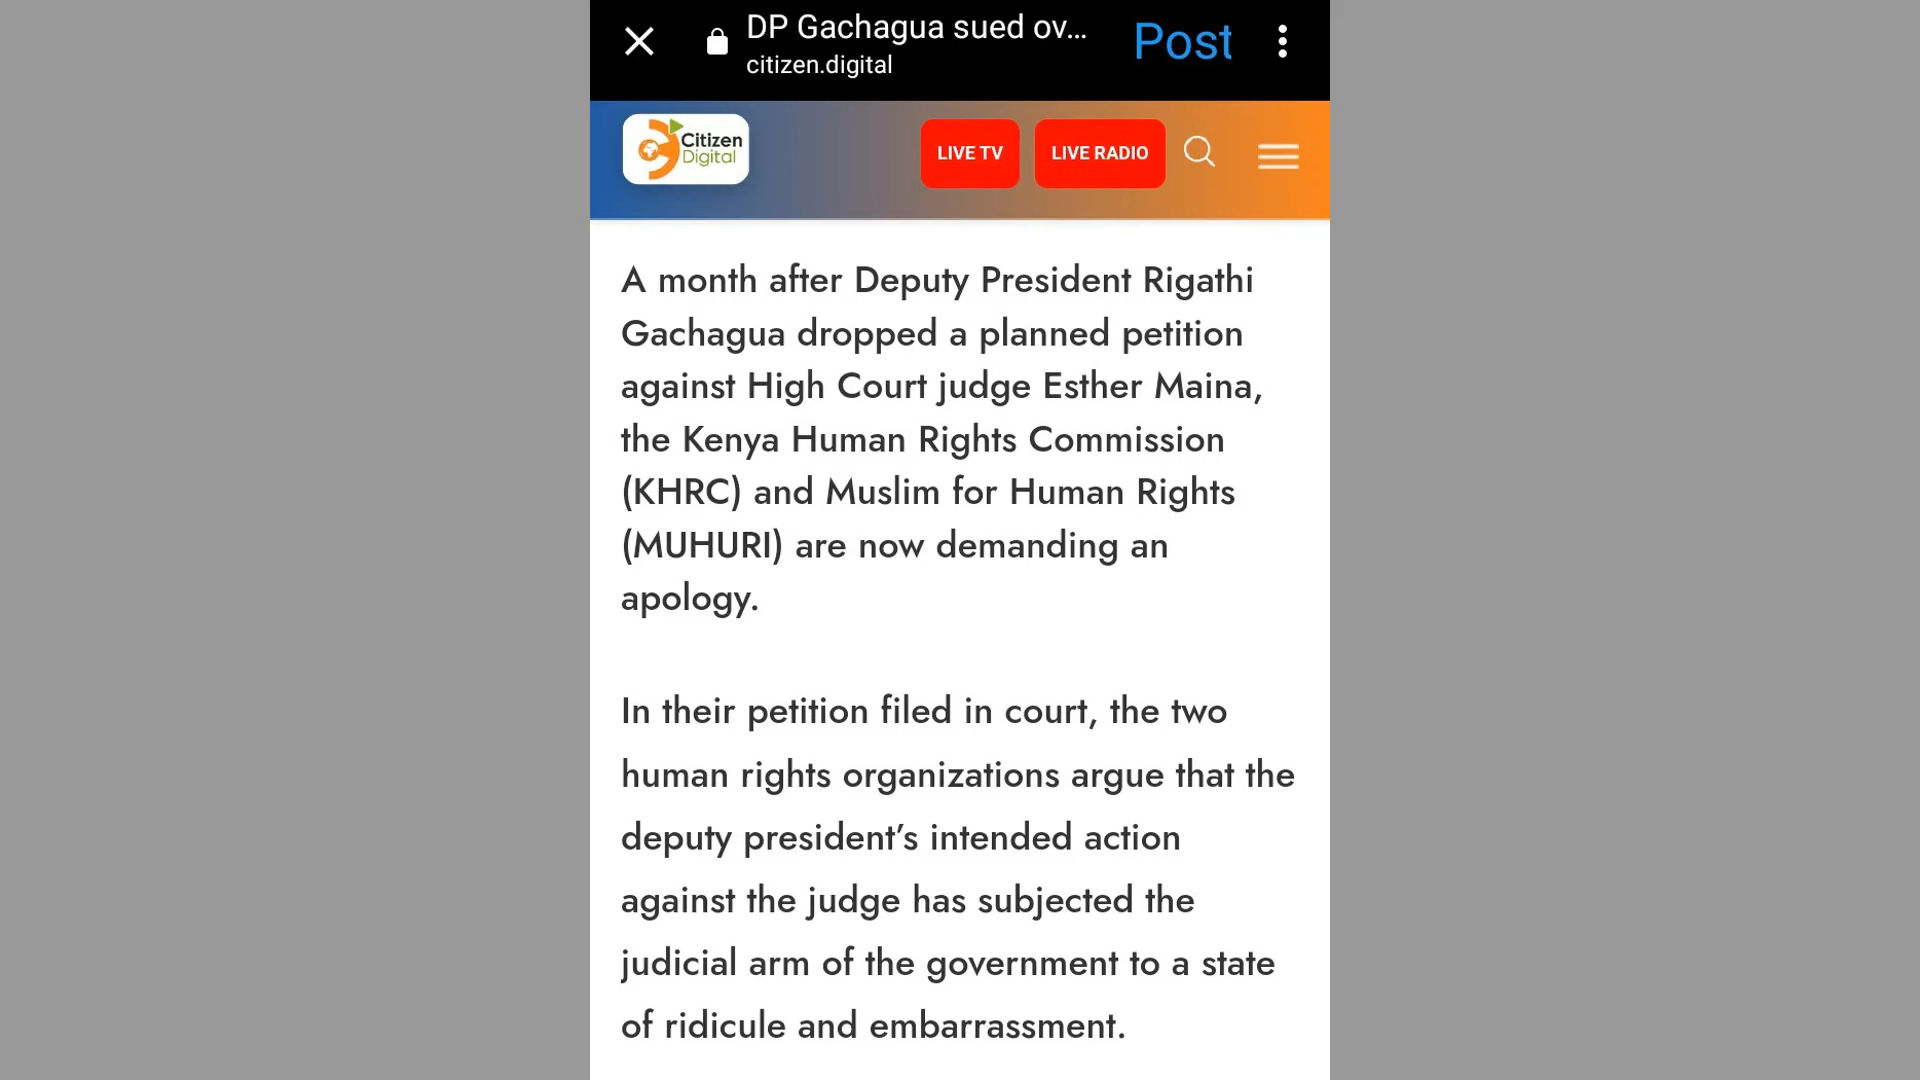 DP Gachagua sued ov...
Post
citizen.digital
Citizen
Digital
LIVE TV
LIVE RADIO
A month after Deputy President Rigathi
Gachagua dropped a planned petition
against High Court judge Esther Maina,
the Kenya Human Rights Commission
(KHRC) and Muslim for Human Rights
(MUHURI) are now demanding an
apology.
In their petition filed in court, the two
human rights organizations argue that the
deputy president’s intended action
against the judge has subjected the
judicial arm of the government to a state
of ridicule and embarrassment.